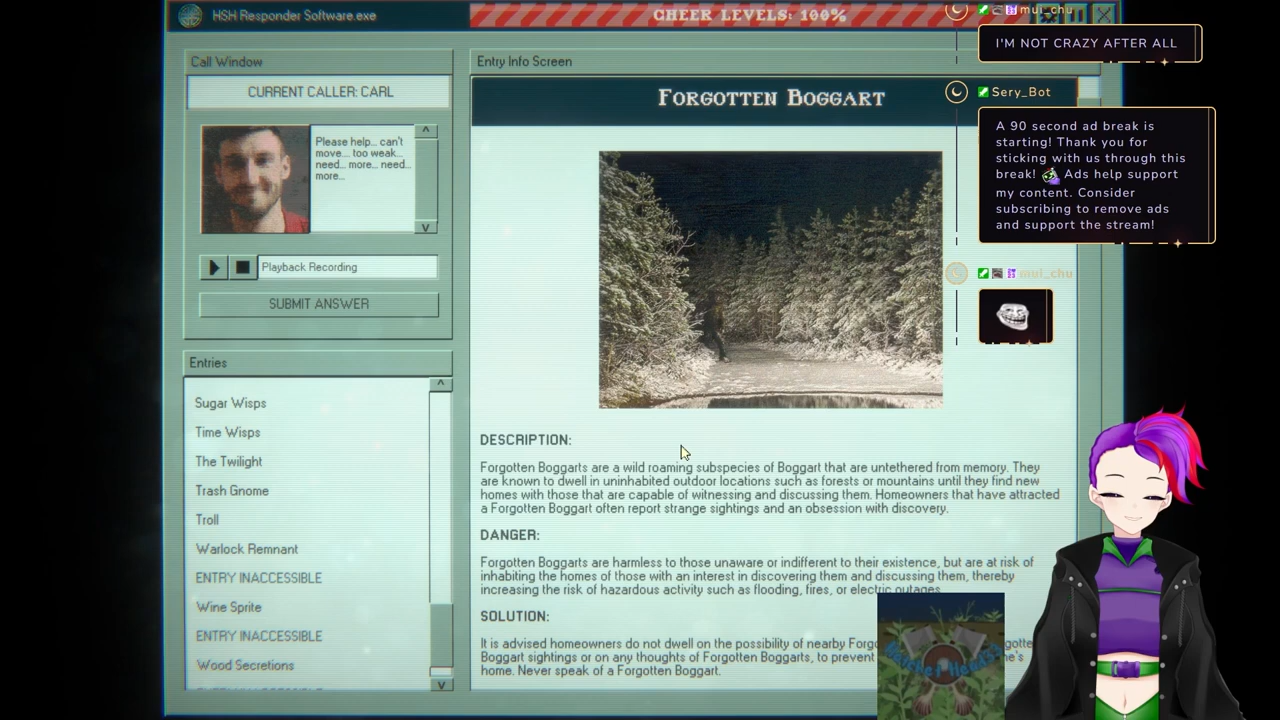 HSH Responder Software.exe
CHEER LEVELS: 100%
Call Window
CURRENT CALLER: CARL
Please help... can't
move... too weak...
need... more... need...
more...
Playback Recording
SUBMIT ANSWER
Entries
Sugar Wisps
Time Wisps
The Twilight
Trash Gnome
Troll
Warlock Remnant
ENTRY INACCESSIBLE
Wine Sprite
ENTRY INACCESSIBLE
Wood Secretions
Entry Info Screen
FORGOTTEN BOGGART
DESCRIPTION:
Forgotten Boggarts are a wild roaming subspecies of Boggart that are untethered from memory. They
are known to dwell in uninhabited outdoor locations such as forests or mountains until they find new
homes with those that are capable of witnessing and discussing them. Homeowners that have attracted
a Forgotten Boggart often report strange sightings and an obsession with discovery.
DANGER:
Forgotten Boggarts are harmless to those unaware or indifferent to their existence, but are at risk of
inhabiting the homes of those with an interest in discovering them and discussing them, thereby
increasing the risk of hazardous activity such as flooding, fires, or electric outages.
SOLUTION:
It is advised homeowners do not dwell on the possibility of nearby
Boggart sightings or on any thoughts of Forgotten Boggarts, to prevent
home. Never speak of a Forgotten Boggart.
mui_chu
I'M NOT CRAZY AFTER ALL
Sery_Bot
A 90 second ad break is
starting! Thank you for
sticking with us through this
break! Ads help support
my content. Consider
subscribing to remove ads
and support the stream!
mui_chu